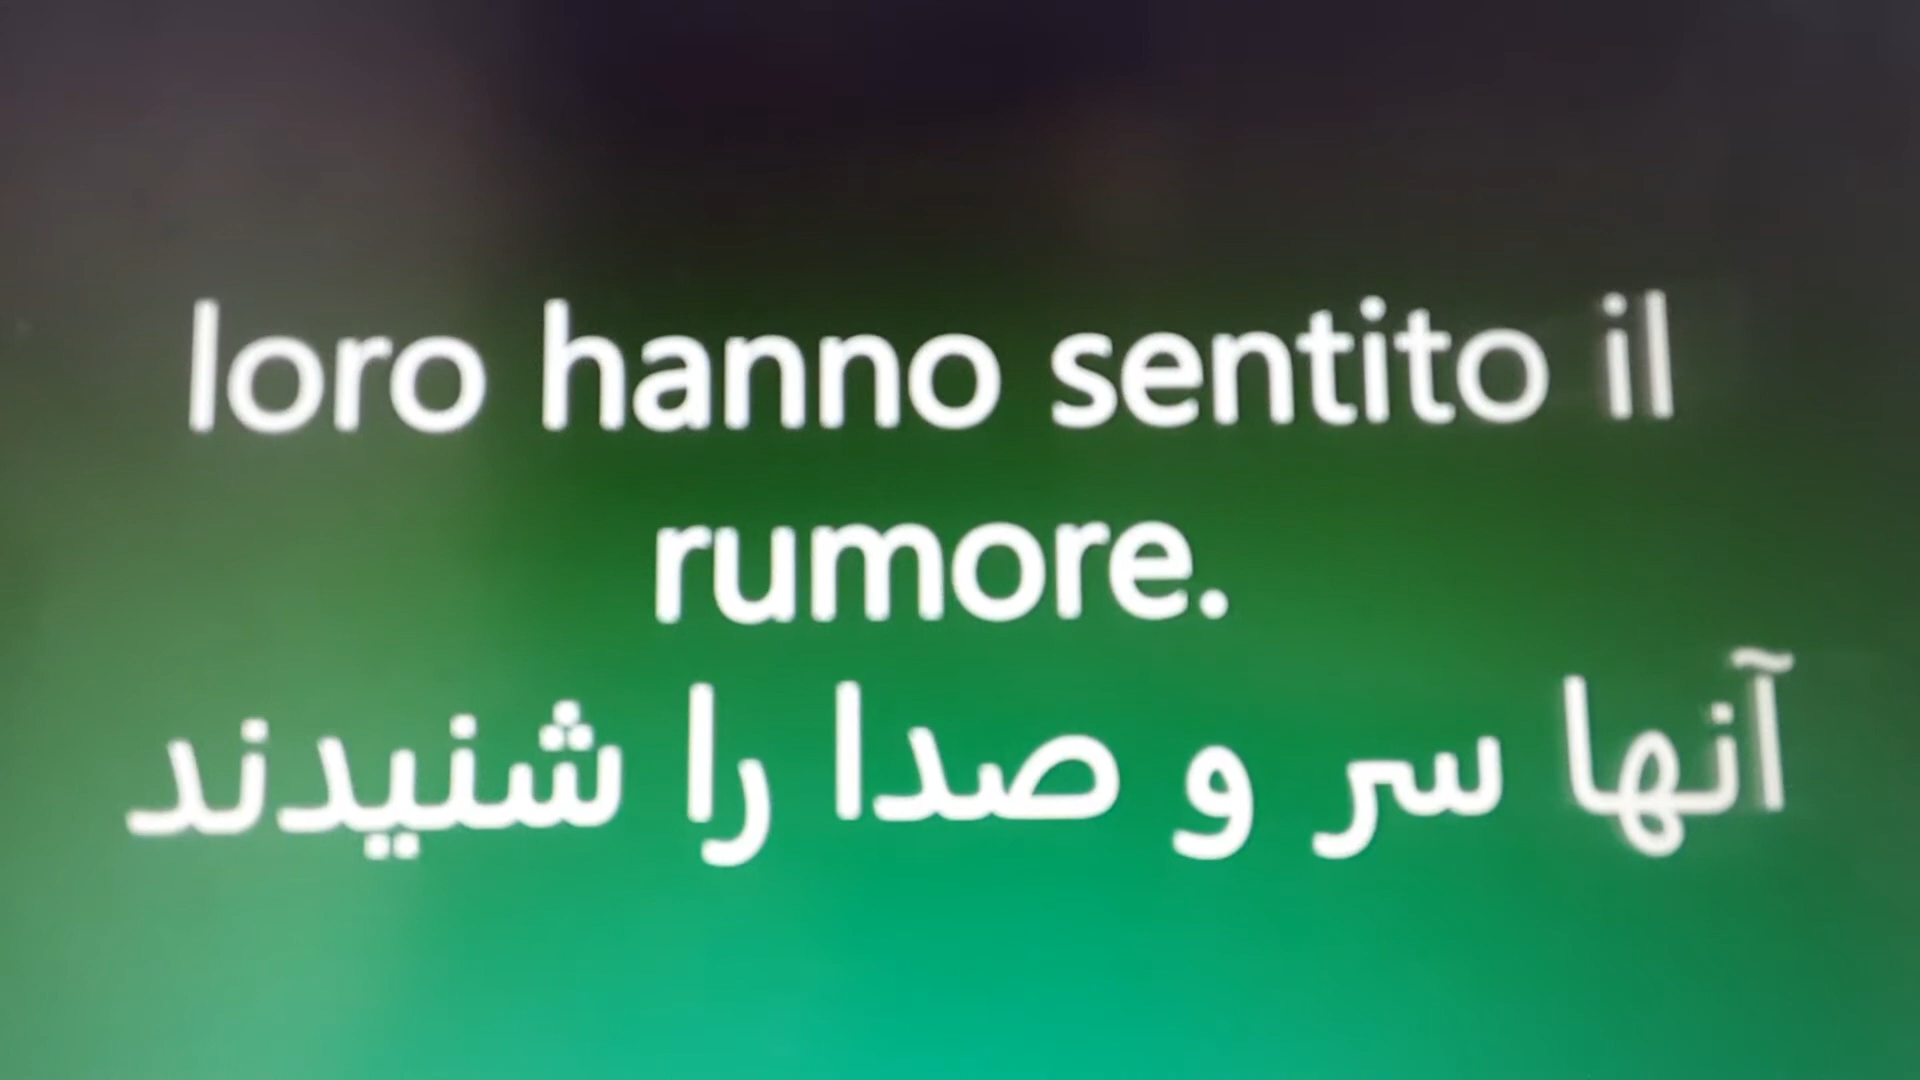 loro hanno sentito il
rumore.
آنها سر و صدا را شنیدند